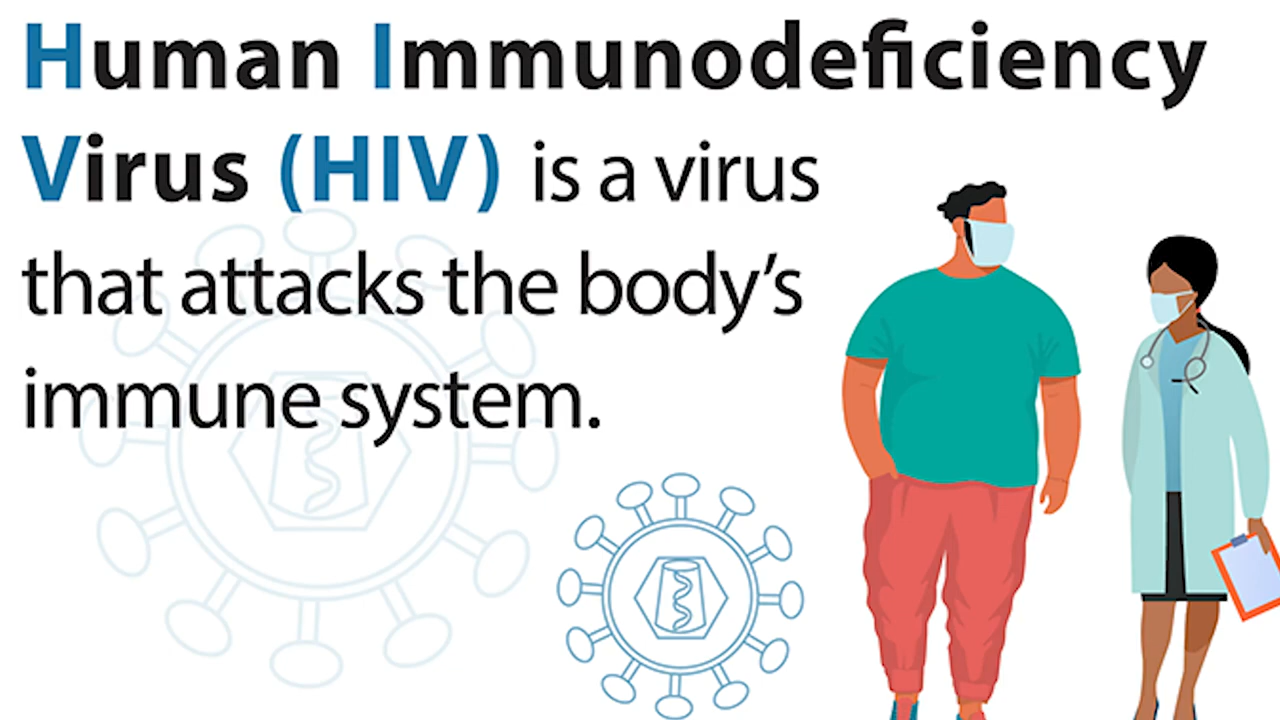 Human Immunodeficiency
Virus (HIV) is a virus
that attacks the body’s
immune system.